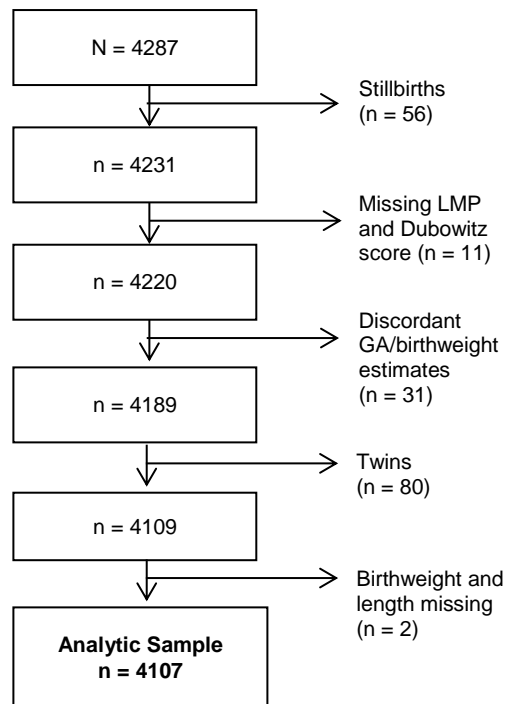 N = 4287
Stillbirths
(n = 56)
n = 4231
Missing LMP
and Dubowitz
score (n = 11)
n = 4220
Discordant
GA/birthweight
estimates
(n = 31)
n = 4189
Twins
(n = 80)
n = 4109
Birthweight and
length missing
(n = 2)
Analytic Sample
n = 4107